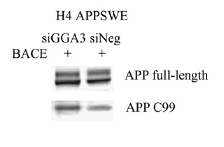 H4 APPSWE
siGGA3 siNeg
BACE + +
APP full-length
APP C99